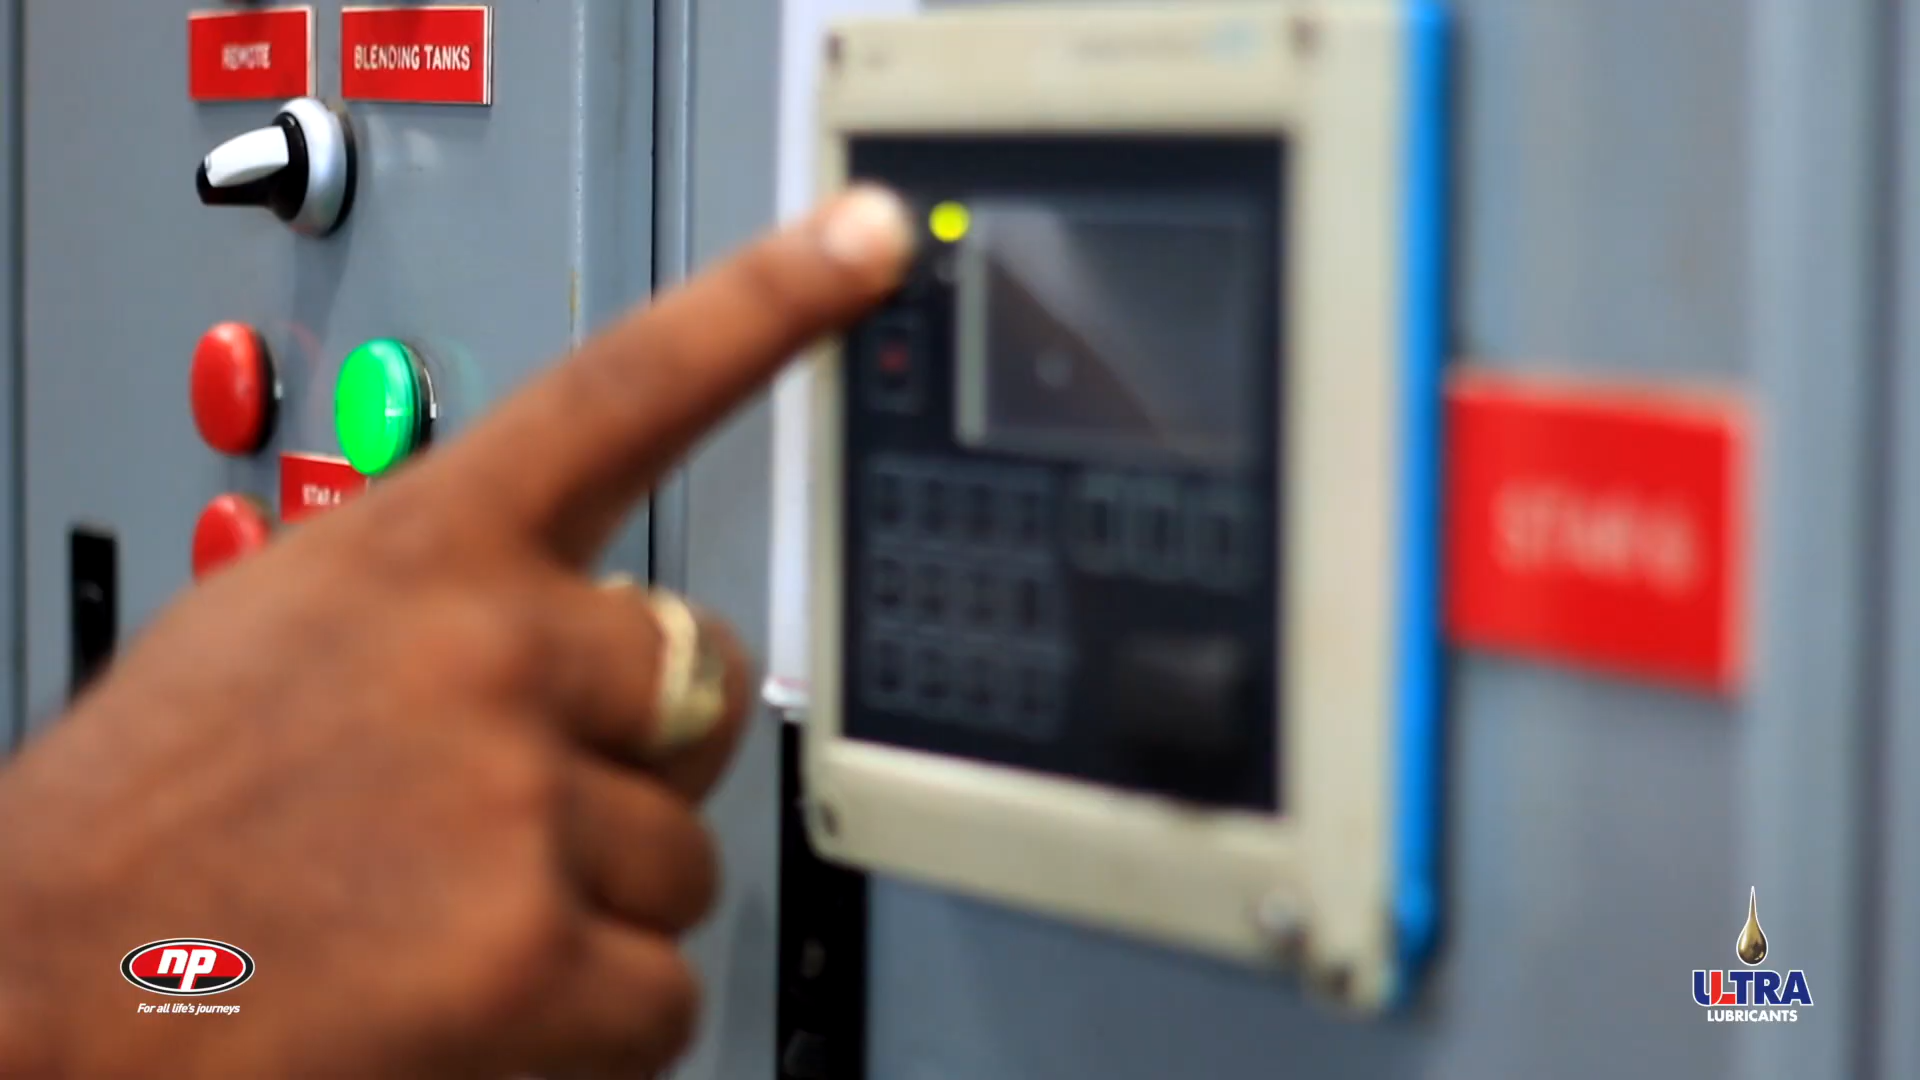 REMOTE
BLENDING TANKS
np
For all life's journeys
ULTRA
LUBRICANTS